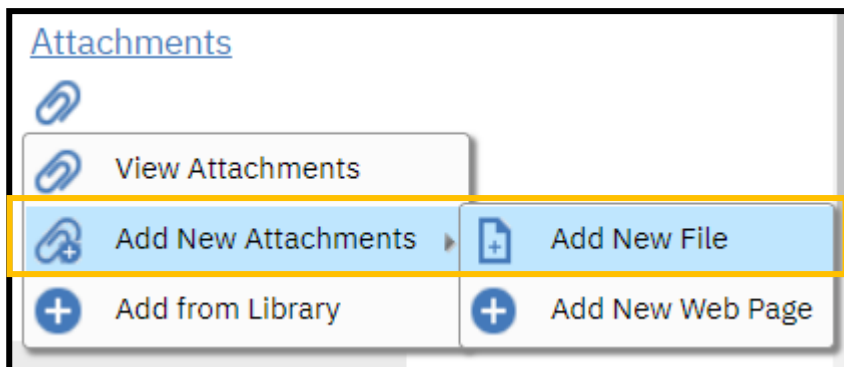 Attachments
View Attachments
Add New Attachments
Add New File
Add from Library
Add New Web Page